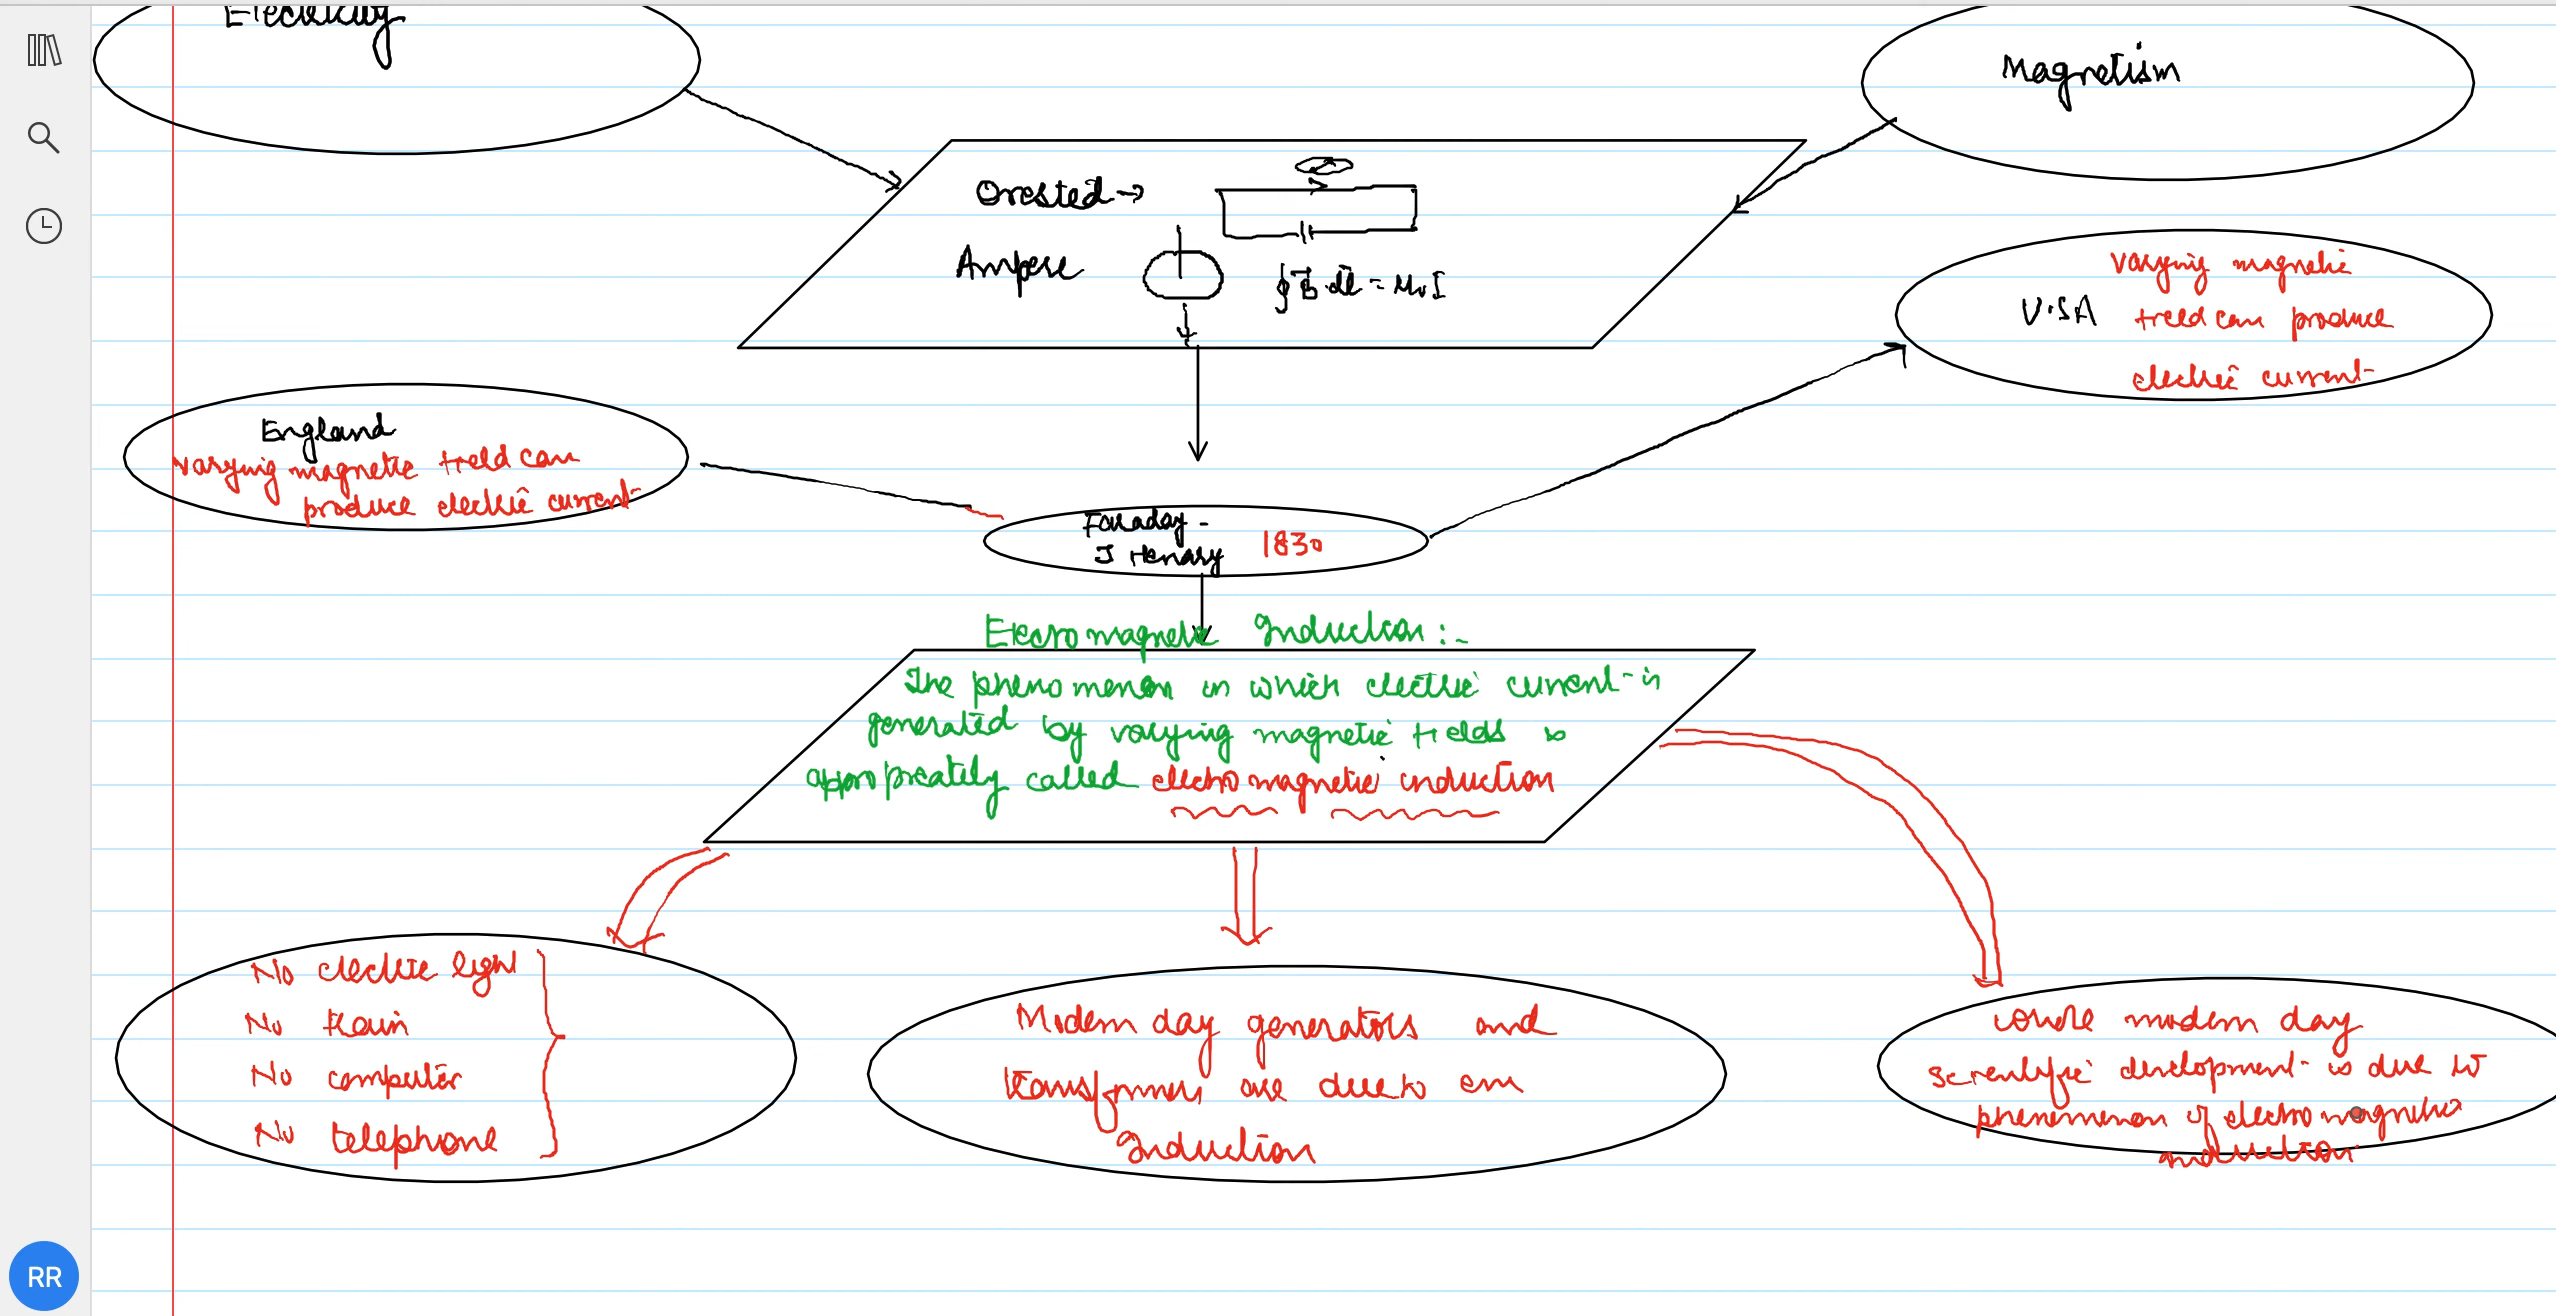 Electricity
Magnetism
Orested →
Ampere
∮B⃗·dl⃗ = μ₀I
U.S.A
varying magnetic
field can produce
electric current
England
varying magnetic field can
produce electric current
Faraday -
J Henary
1830
Electromagnetic Induction :-
The phenomenon in which electric current is
generated by varying magnetic fields is
appropriately called electromagnetic induction
No electric light
No train
No computer
No telephone
Modern day generators and
transformers are due to em
Induction
whole modern day
scientific development is due to
phenomenon of electromagnetic
induction
RR